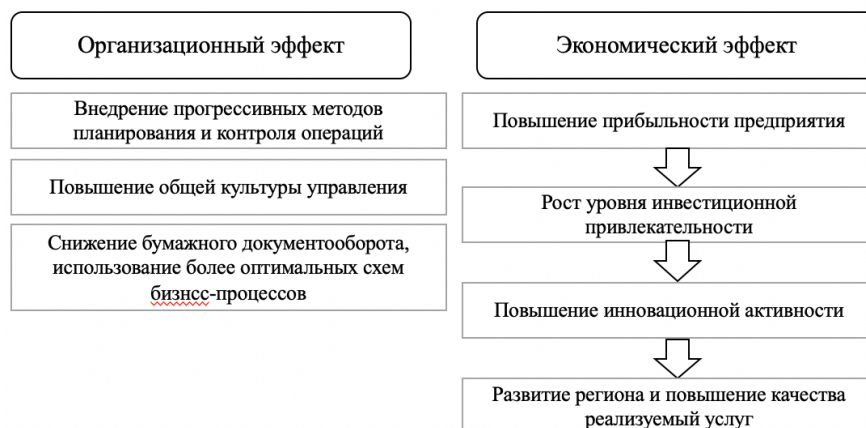 Организационный эффект
Внедрение прогрессивных методов
планирования и контроля операций
Повышение общей культуры управления
Снижение бумажного документооборота,
использование более оптимальных схем
бизнсс-процессов
Экономический эффект
Повышение прибыльности предприятия
Рост уровня инвестиционной
привлекательности
Повышение инновационной активности
Развитие региона и повышение качества
реализуемый услуг